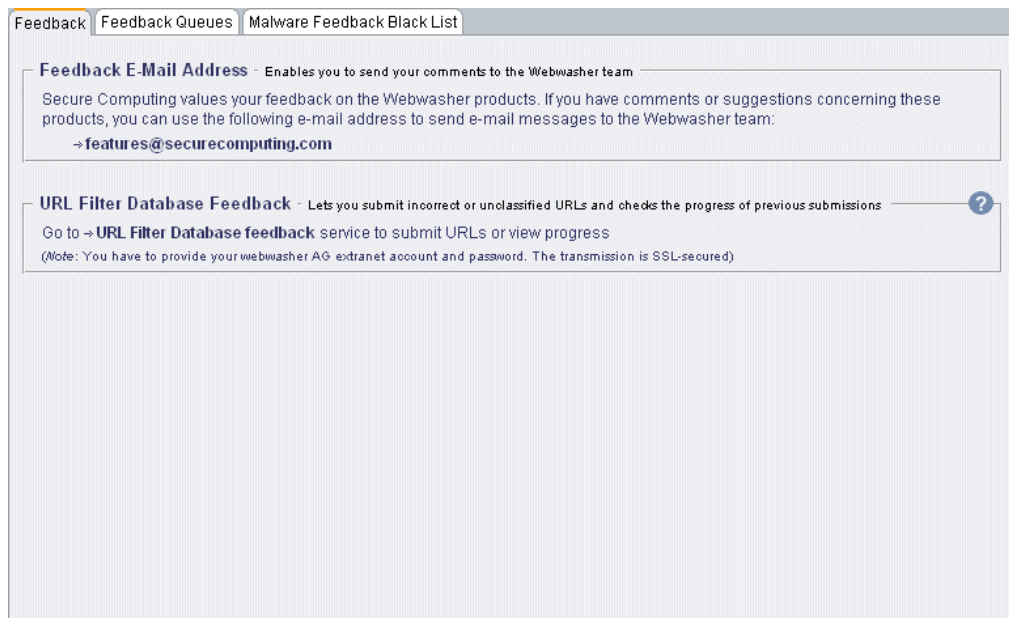 Feedback Feedback Queues Malware Feedback Black List
Feedback E-Mail Address - Enables you to send your comments to the Webwasher team
Secure Computing values your feedback on the Webwasher products. If you have comments or suggestions concerning these
products, you can use the following e-mail address to send e-mail messages to the Webwasher team:
→features@securecomputing.com
URL Filter Database Feedback - Lets you submit incorrect or unclassified URLs and checks the progress of previous submissions ?
Go to →URL Filter Database feedback service to submit URLs or view progress
(Note: You have to provide your webwasher AG extranet account and password. The transmission is SSL-secured)